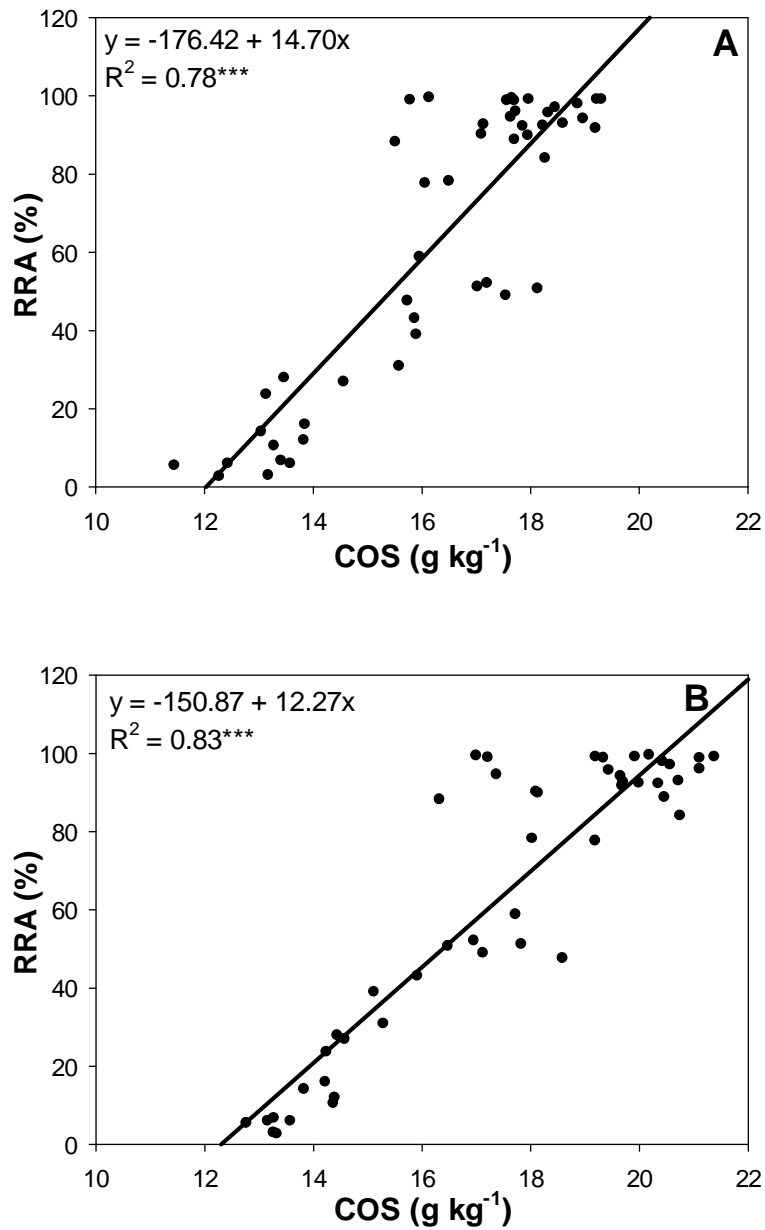 120
y = -176.42 + 14.70x
A
R² = 0.78***
100
80
60
40
20
0
RRA (%)
10 12 14 16 18 20 22
COS (g kg⁻¹)
120
y = -150.87 + 12.27x
B
R² = 0.83***
100
80
60
40
20
0
RRA (%)
10 12 14 16 18 20 22
COS (g kg⁻¹)